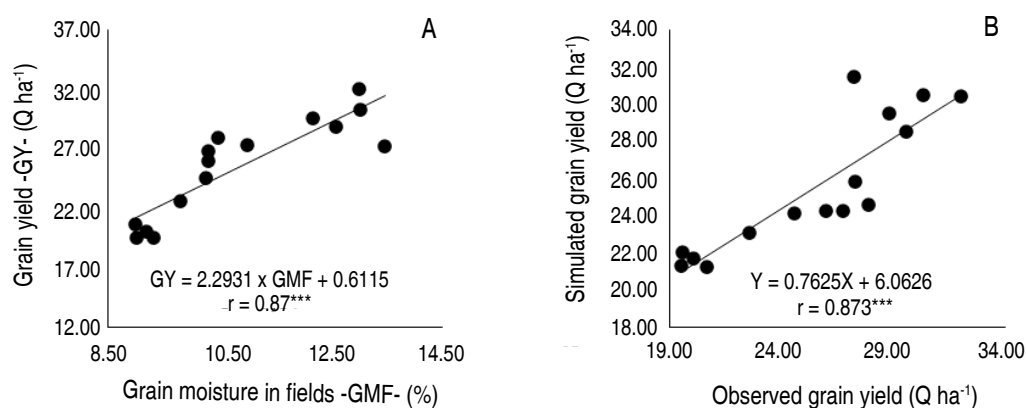 A
Grain yield -GY- (Q ha⁻¹)
37.00
32.00
27.00
22.00
17.00
12.00
GY = 2.2931 x GMF + 0.6115
r = 0.87***
8.50 10.50 12.50 14.50
Grain moisture in fields -GMF- (%)
B
Simulated grain yield (Q ha⁻¹)
34.00
32.00
30.00
28.00
26.00
24.00
22.00
20.00
18.00
Y = 0.7625X + 6.0626
r = 0.873***
19.00 24.00 29.00 34.00
Observed grain yield (Q ha⁻¹)